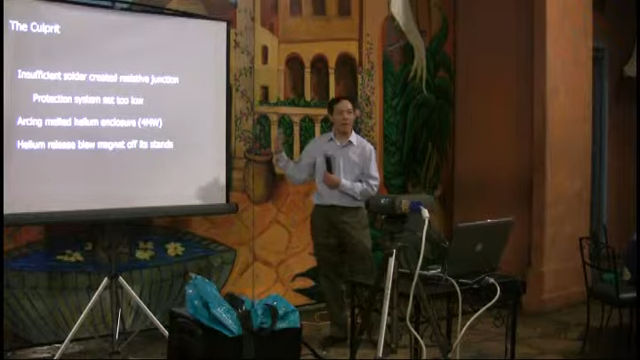 The Culprit
Insufficient solder created resistive junction
Protection system set too low
Arcing melted helium enclosure (4MW)
Helium release blew magnet off its stands